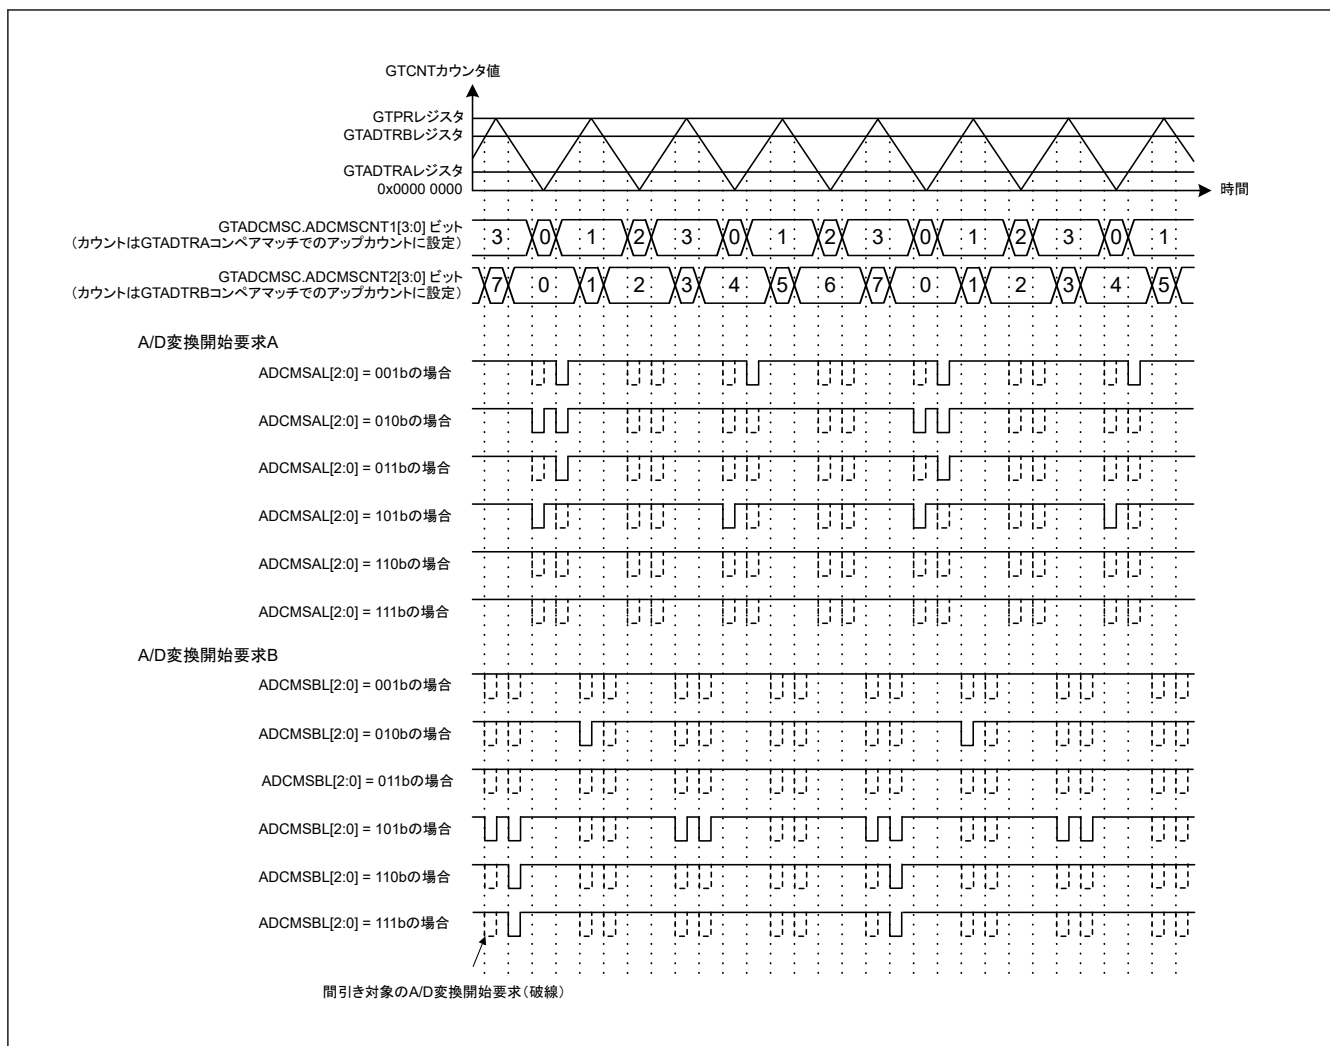 GTCNTカウンタ値
GTPRレジスタ
GTADTRBレジスタ
GTADTRAレジスタ
0x0000 0000
時間
GTADCMSC.ADCMSCNT1[3:0] ビット
(カウントはGTADTRAコンペアマッチでのアップカウントに設定)
3 0 1 2 3 0 1 2 3 0 1 2 3 0 1
GTADCMSC.ADCMSCNT2[3:0] ビット
(カウントはGTADTRBコンペアマッチでのアップカウントに設定)
7 0 1 2 3 4 5 6 7 0 1 2 3 4 5
A/D変換開始要求A
ADCMSAL[2:0] = 001bの場合
ADCMSAL[2:0] = 010bの場合
ADCMSAL[2:0] = 011bの場合
ADCMSAL[2:0] = 101bの場合
ADCMSAL[2:0] = 110bの場合
ADCMSAL[2:0] = 111bの場合
A/D変換開始要求B
ADCMSBL[2:0] = 001bの場合
ADCMSBL[2:0] = 010bの場合
ADCMSBL[2:0] = 011bの場合
ADCMSBL[2:0] = 101bの場合
ADCMSBL[2:0] = 110bの場合
ADCMSBL[2:0] = 111bの場合
間引き対象のA/D変換開始要求(破線)